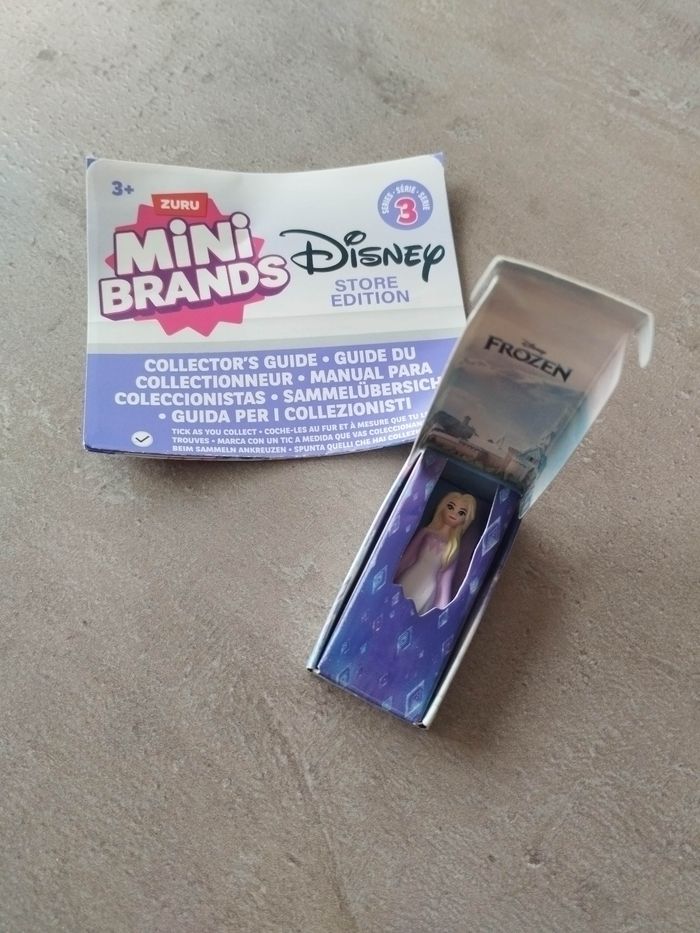 3+
ZURU
MiNi
BRANDS
DiSNEY
STORE
EDITION
SERIES • SÉRIE • SERIE
3
COLLECTOR'S GUIDE • GUIDE DU
COLLECTIONNEUR • MANUAL PARA
COLECCIONISTAS • SAMMELÜBERSICH
• GUIDA PER I COLLEZIONISTI
TICK AS YOU COLLECT • COCHE-LES AU FUR ET À MESURE QUE TU
TROUVES • MARCA CON UN TIC A MEDIDA QUE VAS COLECCIONAN
BEIM SAMMELN ANKREUZEN • SPUNTA QUELLI CHE HAI
Disney
FROZEN